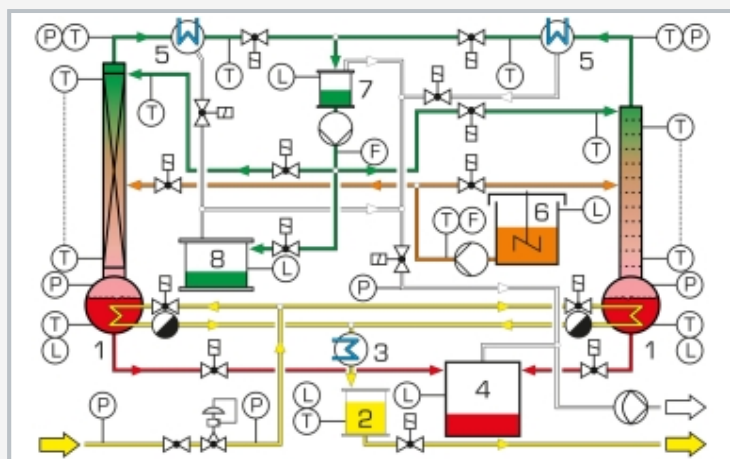 P T 5 5 T P
T T L 7 T
T F T T
T F 6 L
T 8 L T
P P P
T 3 T
L 1 1 L
4
P P L 2 L
T